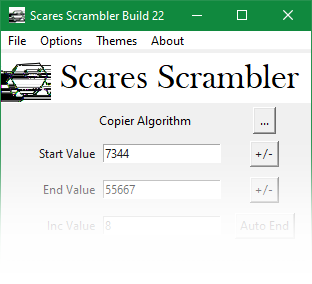 Scares Scrambler Build 22
File Options Themes About
Scares Scrambler
Copier Algorithm ...
Start Value 7344 +/-
End Value 55667 +/-
Inc Value 8 Auto End